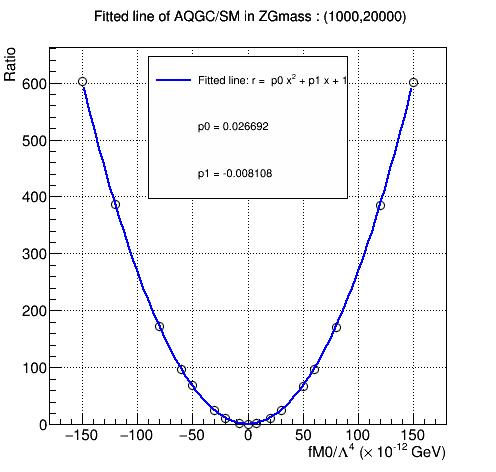 Fitted line of AQGC/SM in ZGmass : (1000,20000)
Ratio
Fitted line: r = p0 x² + p1 x + 1
p0 = 0.026692
p1 = -0.008108
600
500
400
300
200
100
0
−150 −100 −50 0 50 100 150
fM0/Λ⁴ (× 10⁻¹² GeV)